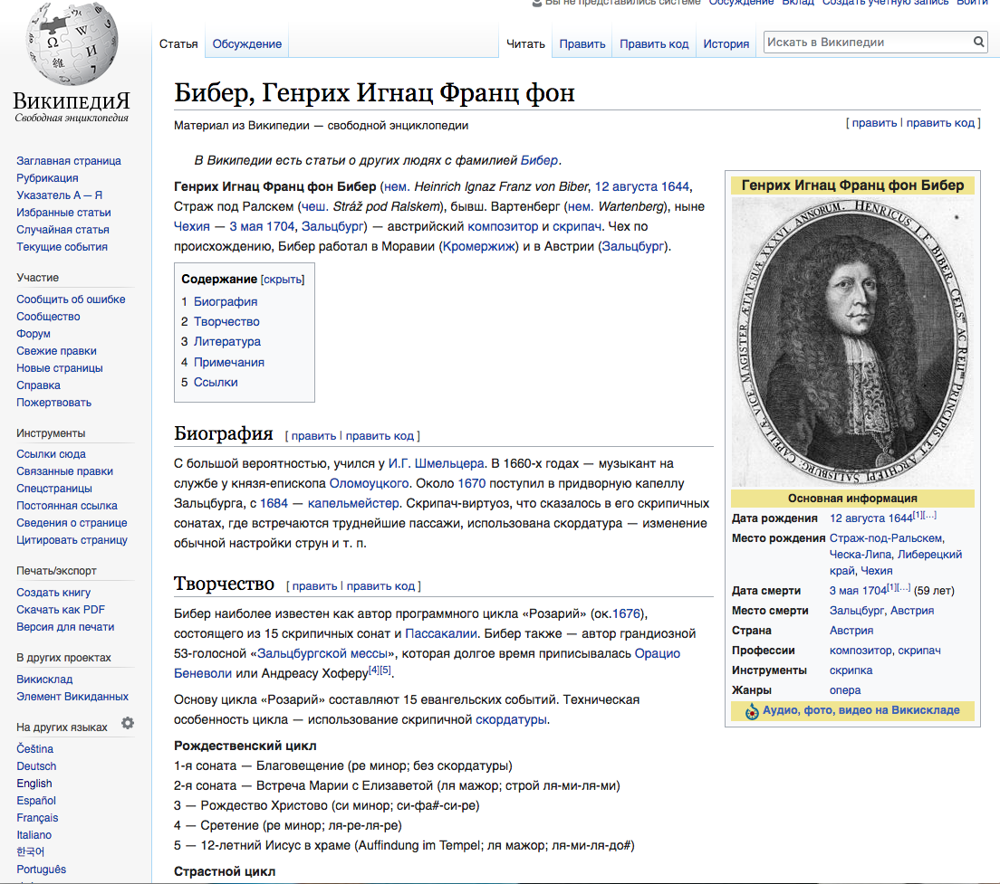 Вы не представились системе Обсуждение Вклад Создать учётную запись Войти
Статья Обсуждение Читать Править Править код История Искать в Википедии
Ω W И 維 7
ВикипедиЯ
Свободная энциклопедия
Заглавная страница
Рубрикация
Указатель А — Я
Избранные статьи
Случайная статья
Текущие события
Участие
Сообщить об ошибке
Сообщество
Форум
Свежие правки
Новые страницы
Справка
Пожертвовать
Инструменты
Ссылки сюда
Связанные правки
Спецстраницы
Постоянная ссылка
Сведения о странице
Цитировать страницу
Печать/экспорт
Создать книгу
Скачать как PDF
Версия для печати
В других проектах
Викисклад
Элемент Викиданных
На других языках
Čeština
Deutsch
English
Español
Français
Italiano
한국어
Português
Бибер, Генрих Игнац Франц фон
Материал из Википедии — свободной энциклопедии
[ править | править код ]
В Википедии есть статьи о других людях с фамилией Бибер.
Генрих Игнац Франц фон Бибер (нем. Heinrich Ignaz Franz von Biber, 12 августа 1644,
Страж под Ралскем (чеш. Stráž pod Ralskem), бывш. Вартенберг (нем. Wartenberg), ныне
Чехия — 3 мая 1704, Зальцбург) — австрийский композитор и скрипач. Чех по
происхождению, Бибер работал в Моравии (Кромержиж) и в Австрии (Зальцбург).
Содержание [скрыть]
1 Биография
2 Творчество
3 Литература
4 Примечания
5 Ссылки
Биография [ править | править код ]
С большой вероятностью, учился у И.Г. Шмельцера. В 1660-х годах — музыкант на
службе у князя-епископа Оломоуцкого. Около 1670 поступил в придворную капеллу
Зальцбурга, с 1684 — капельмейстер. Скрипач-виртуоз, что сказалось в его скрипичных
сонатах, где встречаются труднейшие пассажи, использована скордатура — изменение
обычной настройки струн и т. п.
Творчество [ править | править код ]
Бибер наиболее известен как автор программного цикла «Розарий» (ок.1676),
состоящего из 15 скрипичных сонат и Пассакалии. Бибер также — автор грандиозной
53-голосной «Зальцбургской мессы», которая долгое время приписывалась Орацио
Беневоли или Андреасу Хоферу[4][5].
Основу цикла «Розарий» составляют 15 евангельских событий. Техническая
особенность цикла — использование скрипичной скордатуры.
Рождественский цикл
1-я соната — Благовещение (ре минор; без скордатуры)
2-я соната — Встреча Марии с Елизаветой (ля мажор; строй ля-ми-ля-ми)
3 — Рождество Христово (си минор; си-фа#-си-ре)
4 — Сретение (ре минор; ля-ре-ля-ре)
5 — 12-летний Иисус в храме (Auffindung im Tempel; ля мажор; ля-ми-ля-до#)
Страстной цикл
Генрих Игнац Франц фон Бибер
HENRICUS I. F. BIBER. CELS.mi AC REV.mi PRINCIPIS ET ARCHIEPI SALISBURG: CAPELLÆ VICE MAGISTER. ÆTAT: SUÆ XXXVI. ANNORUM.
Основная информация
Дата рождения 12 августа 1644[1][…]
Место рождения Страж-под-Ральскем,
Ческа-Липа, Либерецкий
край, Чехия
Дата смерти 3 мая 1704[1][…] (59 лет)
Место смерти Зальцбург, Австрия
Страна Австрия
Профессии композитор, скрипач
Инструменты скрипка
Жанры опера
Аудио, фото, видео на Викискладе